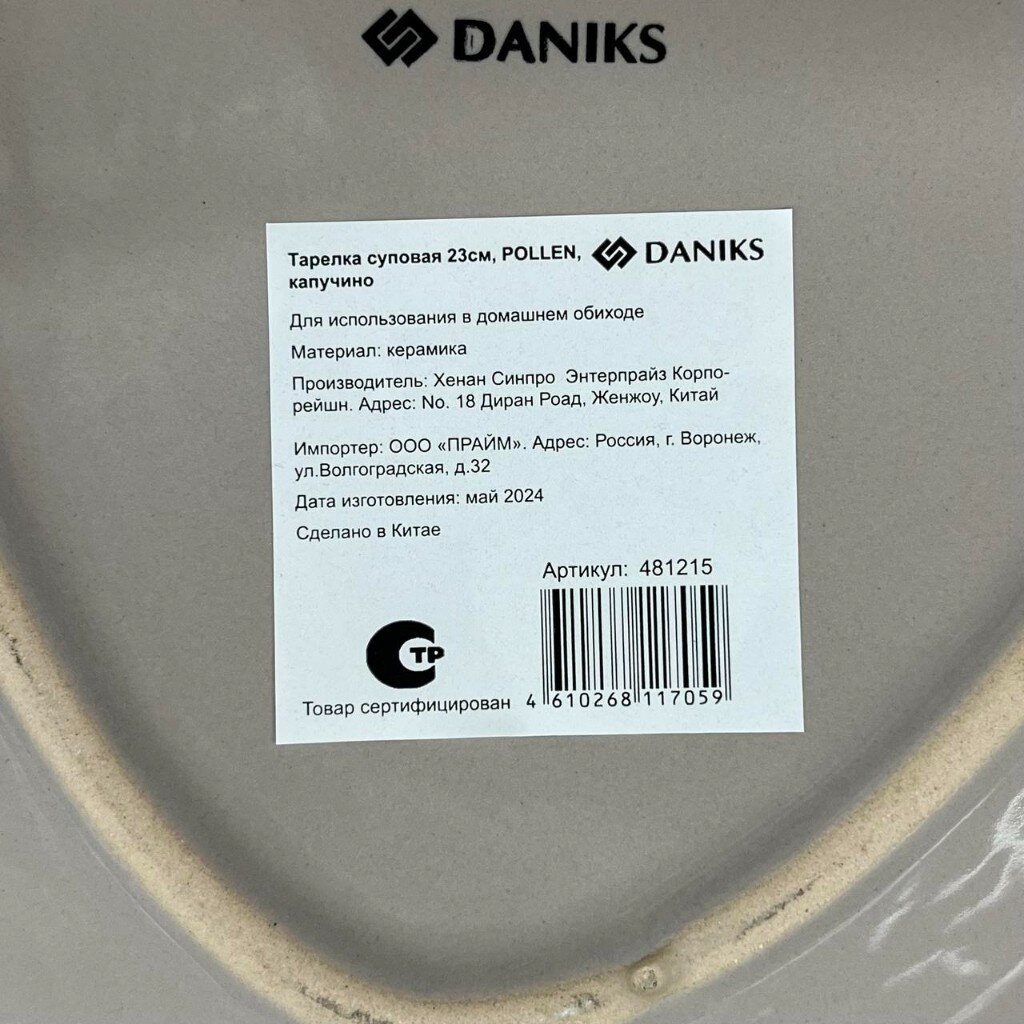 DANIKS
Тарелка суповая 23см, POLLEN, DANIKS
капучино
Для использования в домашнем обиходе
Материал: керамика
Производитель: Хенан Синпро Энтерпрайз Корпо-
рейшн. Адрес: No. 18 Диран Роад, Женжоу, Китай
Импортер: ООО «ПРАЙМ». Адрес: Россия, г. Воронеж,
ул.Волгоградская, д.32
Дата изготовления: май 2024
Сделано в Китае
Артикул: 481215
СТР
Товар сертифицирован
4 610268 117059